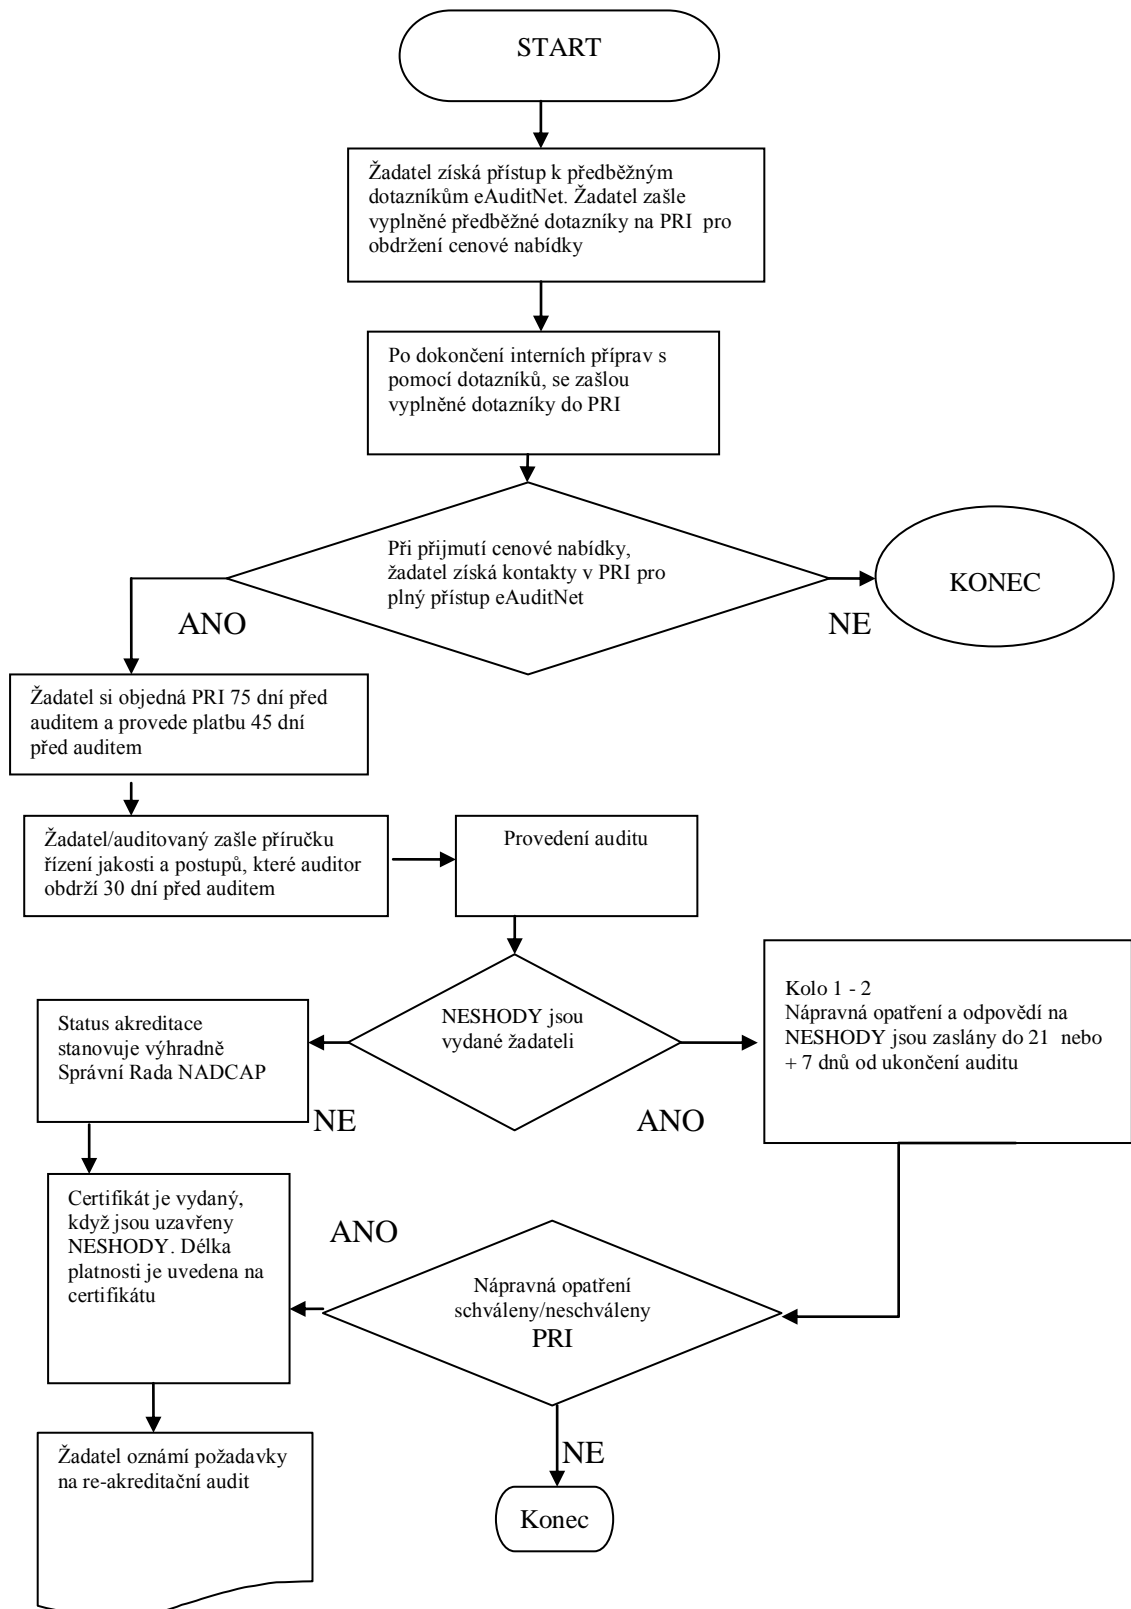 START
Žadatel získá přístup k předběžným
dotazníkům eAuditNet. Žadatel zašle
vyplněné předběžné dotazníky na PRI pro
obdržení cenové nabídky
Po dokončení interních příprav s
pomocí dotazníků, se zašlou
vyplněné dotazníky do PRI
Při přijmutí cenové nabídky,
žadatel získá kontakty v PRI pro
plný přístup eAuditNet
KONEC
ANO
NE
Žadatel si objedná PRI 75 dní před
auditem a provede platbu 45 dní
před auditem
Žadatel/auditovaný zašle příručku
řízení jakosti a postupů, které auditor
obdrží 30 dní před auditem
Provedení auditu
NESHODY jsou
vydané žadateli
Status akreditace
stanovuje výhradně
Správní Rada NADCAP
Kolo 1 - 2
Nápravná opatření a odpovědí na
NESHODY jsou zaslány do 21 nebo
+ 7 dnů od ukončení auditu
NE
ANO
Certifikát je vydaný,
když jsou uzavřeny
NESHODY. Délka
platnosti je uvedena na
certifikátu
ANO
Nápravná opatření
schváleny/neschváleny
PRI
Žadatel oznámí požadavky
na re-akreditační audit
NE
Konec